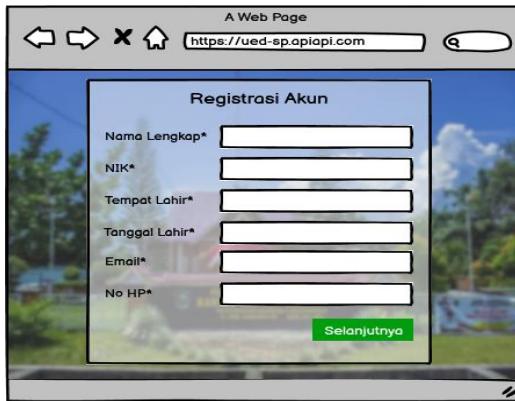 A Web Page
https://ued-sp.apiapi.com
Registrasi Akun
Nama Lengkap*
NIK*
Tempat Lahir*
Tanggal Lahir*
Email*
No HP*
Selanjutnya